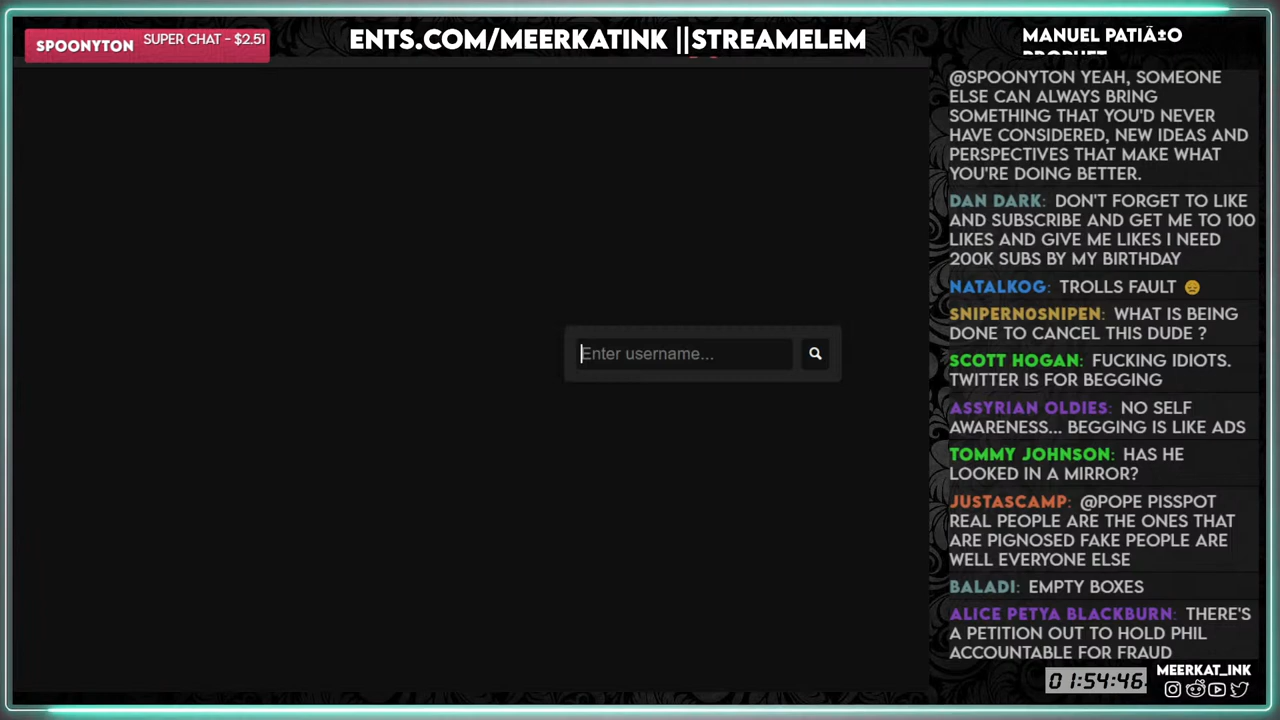 SPOONYTON SUPER CHAT - $2.51
ENTS.COM/MEERKATINK ||STREAMELEM
MANUEL PATIÃ±O
PROPHET
@SPOONYTON YEAH, SOMEONE
ELSE CAN ALWAYS BRING
SOMETHING THAT YOU'D NEVER
HAVE CONSIDERED, NEW IDEAS AND
PERSPECTIVES THAT MAKE WHAT
YOU'RE DOING BETTER.
DAN DARK: DON'T FORGET TO LIKE
AND SUBSCRIBE AND GET ME TO 100
LIKES AND GIVE ME LIKES I NEED
200K SUBS BY MY BIRTHDAY
NATALKOG: TROLLS FAULT 😔
SNIPERN0SNIPEN: WHAT IS BEING
DONE TO CANCEL THIS DUDE ?
Enter username...
SCOTT HOGAN: FUCKING IDIOTS.
TWITTER IS FOR BEGGING
ASSYRIAN OLDIES: NO SELF
AWARENESS... BEGGING IS LIKE ADS
TOMMY JOHNSON: HAS HE
LOOKED IN A MIRROR?
JUSTASCAMP: @POPE PISSPOT
REAL PEOPLE ARE THE ONES THAT
ARE PIGNOSED FAKE PEOPLE ARE
WELL EVERYONE ELSE
BALADI: EMPTY BOXES
ALICE PETYA BLACKBURN: THERE'S
A PETITION OUT TO HOLD PHIL
ACCOUNTABLE FOR FRAUD
01:54:46
MEERKAT_INK